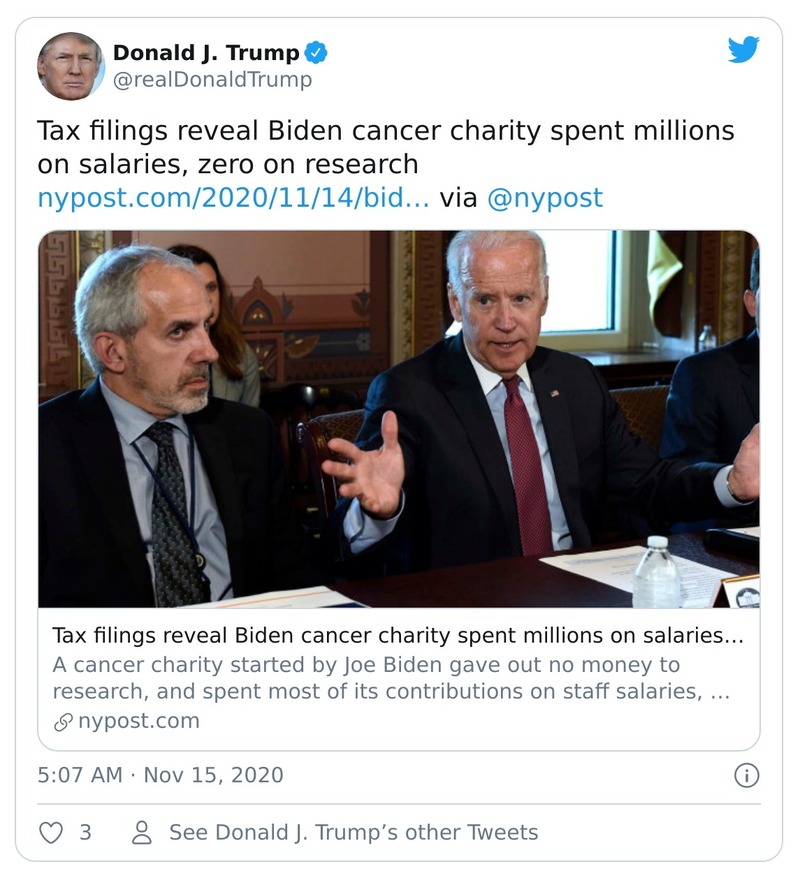 Donald J. Trump
@realDonaldTrump
Tax filings reveal Biden cancer charity spent millions
on salaries, zero on research
nypost.com/2020/11/14/bid… via @nypost
Tax filings reveal Biden cancer charity spent millions on salaries…
A cancer charity started by Joe Biden gave out no money to
research, and spent most of its contributions on staff salaries, …
nypost.com
5:07 AM · Nov 15, 2020
3 See Donald J. Trump’s other Tweets